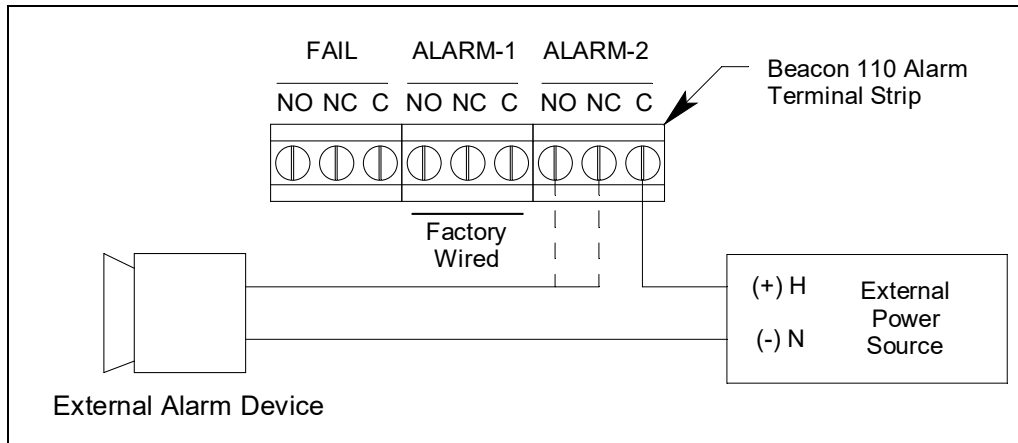 FAIL ALARM-1 ALARM-2
NO NC C NO NC C NO NC C
Beacon 110 Alarm
Terminal Strip
Factory
Wired
(+) H
(-) N
External
Power
Source
External Alarm Device